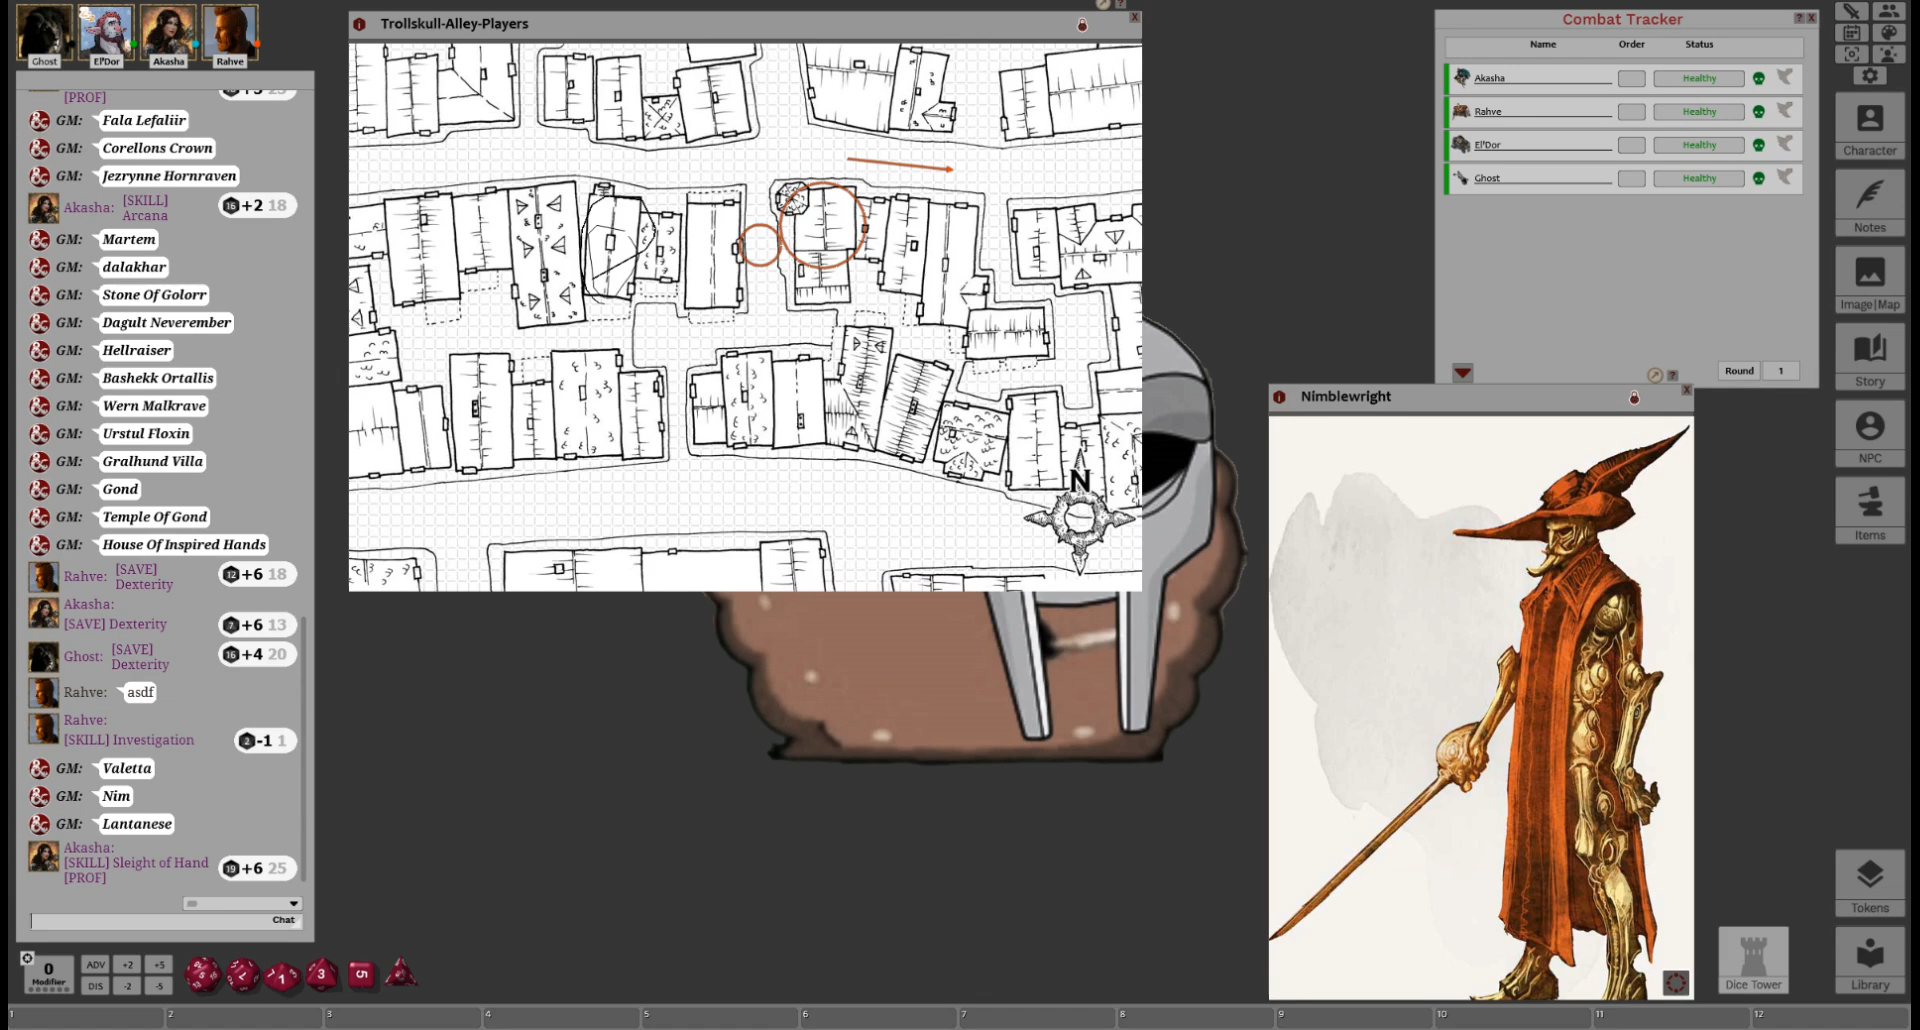 Ghost
El'Dor
Akasha
Rahve
[PROF]
GM: Fala Lefaliir
GM: Corellons Crown
GM: Jezrynne Hornraven
Akasha: [SKILL] Arcana 16 +2 18
GM: Martem
GM: dalakhar
GM: Stone Of Golorr
GM: Dagult Neverember
GM: Hellraiser
GM: Bashekk Ortallis
GM: Wern Malkrave
GM: Urstul Floxin
GM: Gralhund Villa
GM: Gond
GM: Temple Of Gond
GM: House Of Inspired Hands
Rahve: [SAVE] Dexterity 12 +6 18
Akasha:
[SAVE] Dexterity 7 +6 13
Ghost: [SAVE] Dexterity 16 +4 20
Rahve: asdf
Rahve:
[SKILL] Investigation 2 -1 1
GM: Valetta
GM: Nim
GM: Lantanese
Akasha:
[SKILL] Sleight of Hand
[PROF] 19 +6 25
Chat
0
Modifier
ADV +2 +5
DIS -2 -5
Trollskull-Alley-Players
N
Combat Tracker
Name Order Status
Akasha Healthy
Rahve Healthy
El'Dor Healthy
Ghost Healthy
Round 1
Nimblewright
Character
Notes
Image|Map
Story
NPC
Items
Tokens
Library
Dice Tower
1 2 3 4 5 6 7 8 9 10 11 12